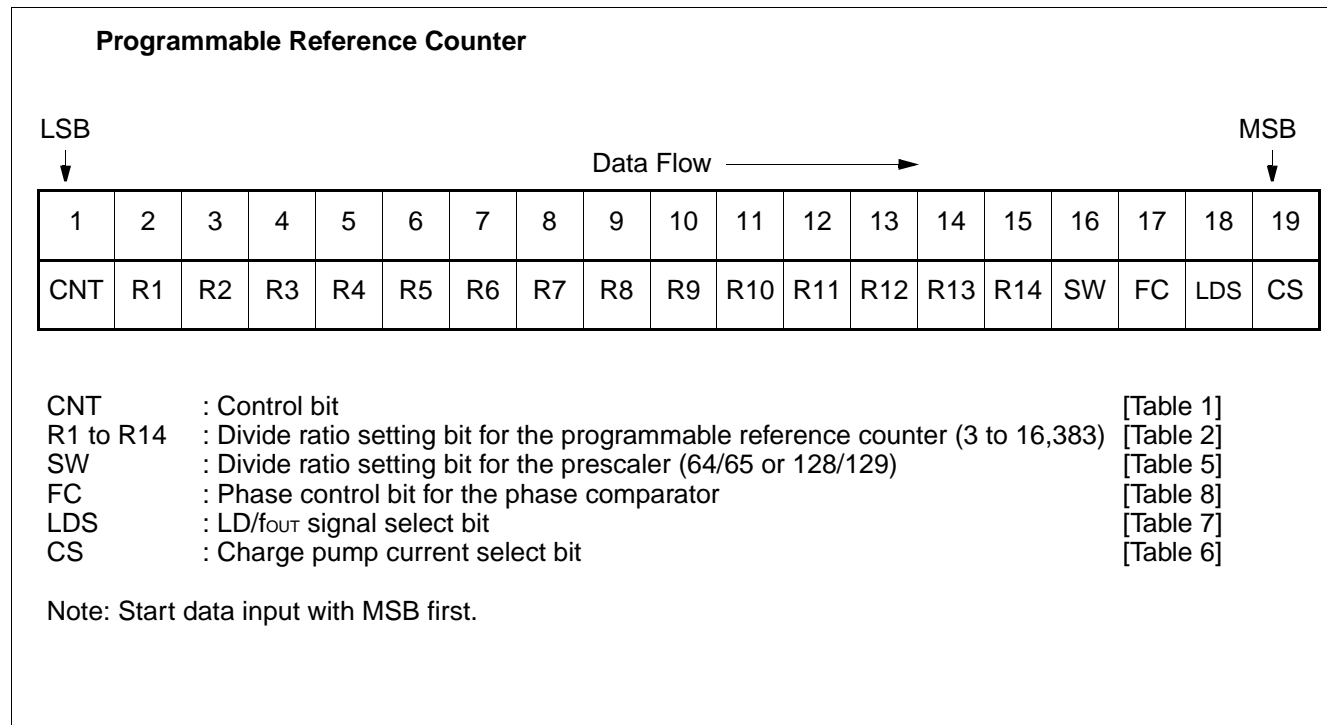 Programmable Reference Counter
LSB MSB
Data Flow
1 2 3 4 5 6 7 8 9 10 11 12 13 14 15 16 17 18 19
CNT R1 R2 R3 R4 R5 R6 R7 R8 R9 R10 R11 R12 R13 R14 SW FC LDS CS
CNT : Control bit [Table 1]
R1 to R14 : Divide ratio setting bit for the programmable reference counter (3 to 16,383) [Table 2]
SW : Divide ratio setting bit for the prescaler (64/65 or 128/129) [Table 5]
FC : Phase control bit for the phase comparator [Table 8]
LDS : LD/fOUT signal select bit [Table 7]
CS : Charge pump current select bit [Table 6]
Note: Start data input with MSB first.